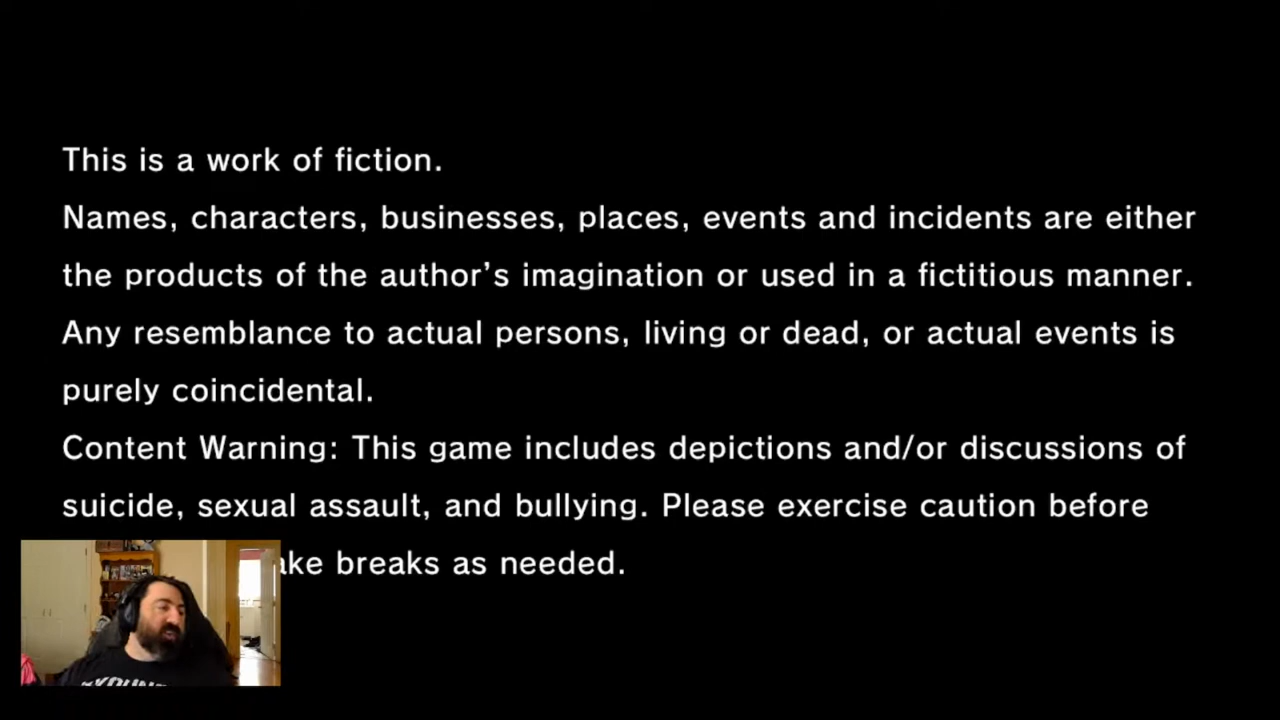 This is a work of fiction.
Names, characters, businesses, places, events and incidents are either
the products of the author's imagination or used in a fictitious manner.
Any resemblance to actual persons, living or dead, or actual events is
purely coincidental.
Content Warning: This game includes depictions and/or discussions of
suicide, sexual assault, and bullying. Please exercise caution before
breaks as needed.